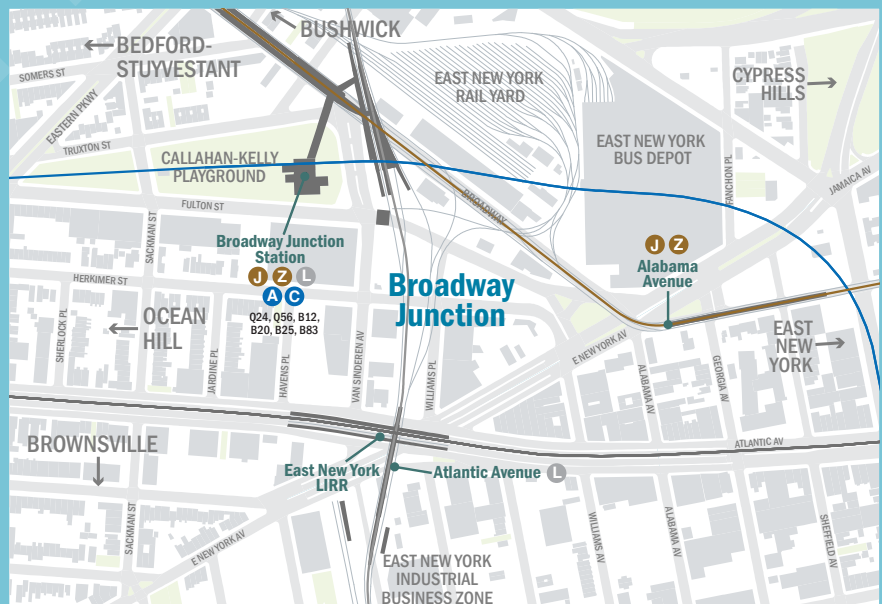 BUSHWICK
BEDFORD-
STUYVESANT
SOMERS ST
EASTERN PKWY
TRUXTON ST
EAST NEW YORK
RAIL YARD
CYPRESS
HILLS
EAST NEW YORK
BUS DEPOT
CALLAHAN-KELLY
PLAYGROUND
FANCHON PL
JAMAICA AV
BROADWAY
FULTON ST
SACKMAN ST
Broadway Junction
Station
J Z L
A C
Q24, Q56, B12,
B20, B25, B83
J Z
Alabama
Avenue
HERKIMER ST
Broadway
Junction
OCEAN
HILL
SHERLOCK PL
JARDINE PL
HAVENS PL
VAN SINDEREN AV
WILLIAMS PL
E NEW YORK AV
EAST
NEW
YORK
ALABAMA AV
GEORGIA AV
ATLANTIC AV
BROWNSVILLE
East New York
LIRR
Atlantic Avenue L
SACKMAN ST
E NEW YORK AV
WILLIAMS AV
ALABAMA AV
SHEFFIELD AV
EAST NEW YORK
INDUSTRIAL
BUSINESS ZONE